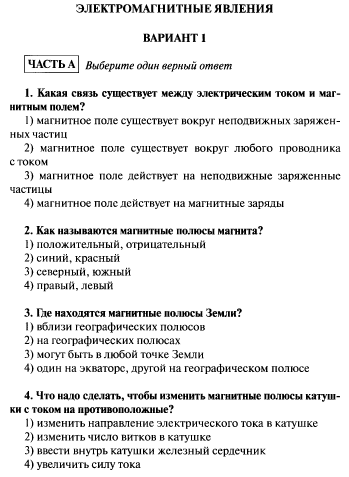 ЭЛЕКТРОМАГНИТНЫЕ ЯВЛЕНИЯ
ВАРИАНТ 1
ЧАСТЬ А Выберите один верный ответ
1. Какая связь существует между электрическим током и маг-
нитным полем?
1) магнитное поле существует вокруг неподвижных заряжен-
ных частиц
2) магнитное поле существует вокруг любого проводника
с током
3) магнитное поле действует на неподвижные заряженные
частицы
4) магнитное поле действует на магнитные заряды
2. Как называются магнитные полюсы магнита?
1) положительный, отрицательный
2) синий, красный
3) северный, южный
4) правый, левый
3. Где находятся магнитные полюсы Земли?
1) вблизи географических полюсов
2) на географических полюсах
3) могут быть в любой точке Земли
4) один на экваторе, другой на географическом полюсе
4. Что надо сделать, чтобы изменить магнитные полюсы катуш-
ки с током на противоположные?
1) изменить направление электрического тока в катушке
2) изменить число витков в катушке
3) ввести внутрь катушки железный сердечник
4) увеличить силу тока